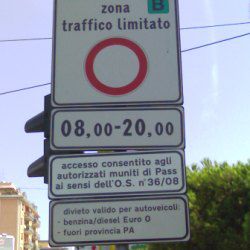 B
zona
traffico limitato
08,00-20,00
accesso consentito agli
autorizzati muniti di Pass
ai sensi dell'O.S. n°36/08
divieto valido per autoveicoli:
- benzina/diesel Euro 0
- fuori provincia PA